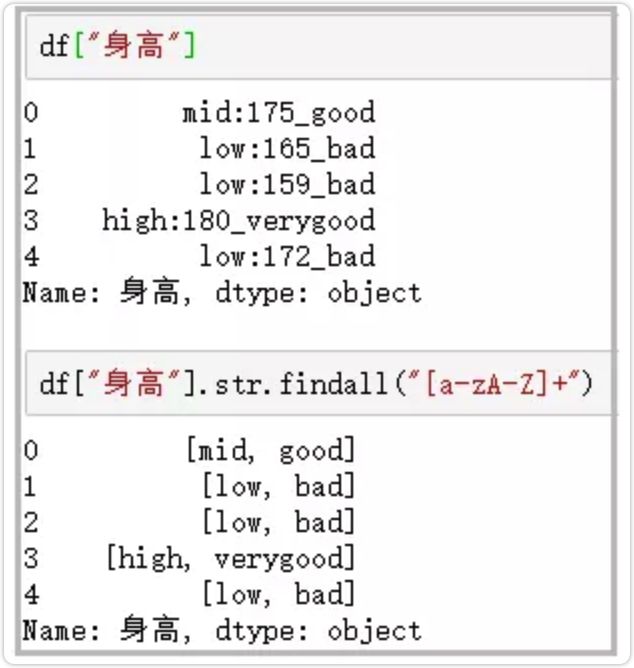 df["身高"]
0 mid:175_good
1 low:165_bad
2 low:159_bad
3 high:180_verygood
4 low:172_bad
Name: 身高, dtype: object
df["身高"].str.findall("[a-zA-Z]+")
0 [mid, good]
1 [low, bad]
2 [low, bad]
3 [high, verygood]
4 [low, bad]
Name: 身高, dtype: object